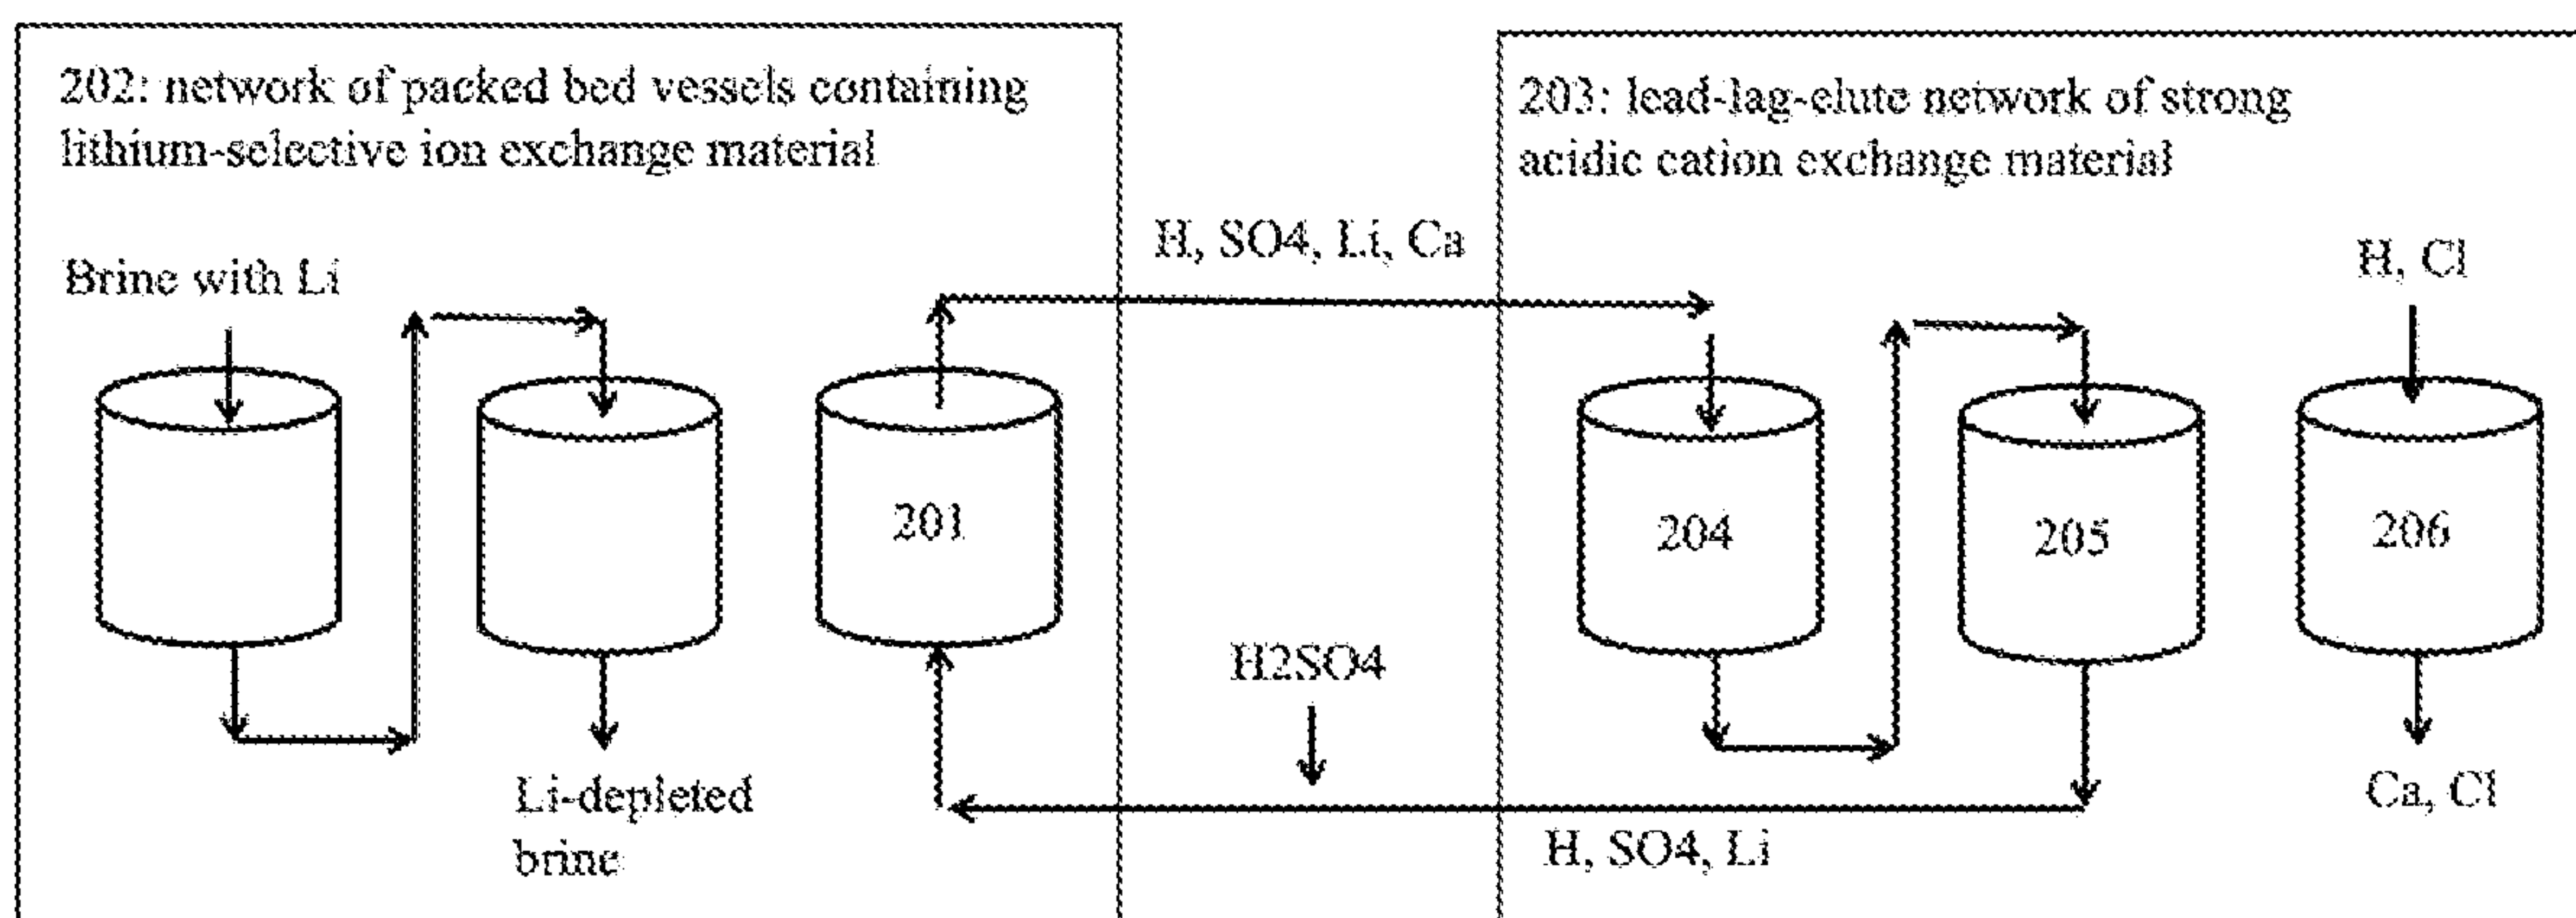 202: network of packed bed vessels containing
lithium-selective ion exchange material
203: lead-lag-elute network of strong
acidic cation exchange material
H, SO4, Li, Ca
H, Cl
Brine with Li
201
204
205
206
H2SO4
Li-depleted
brine
Ca, Cl
H, SO4, Li